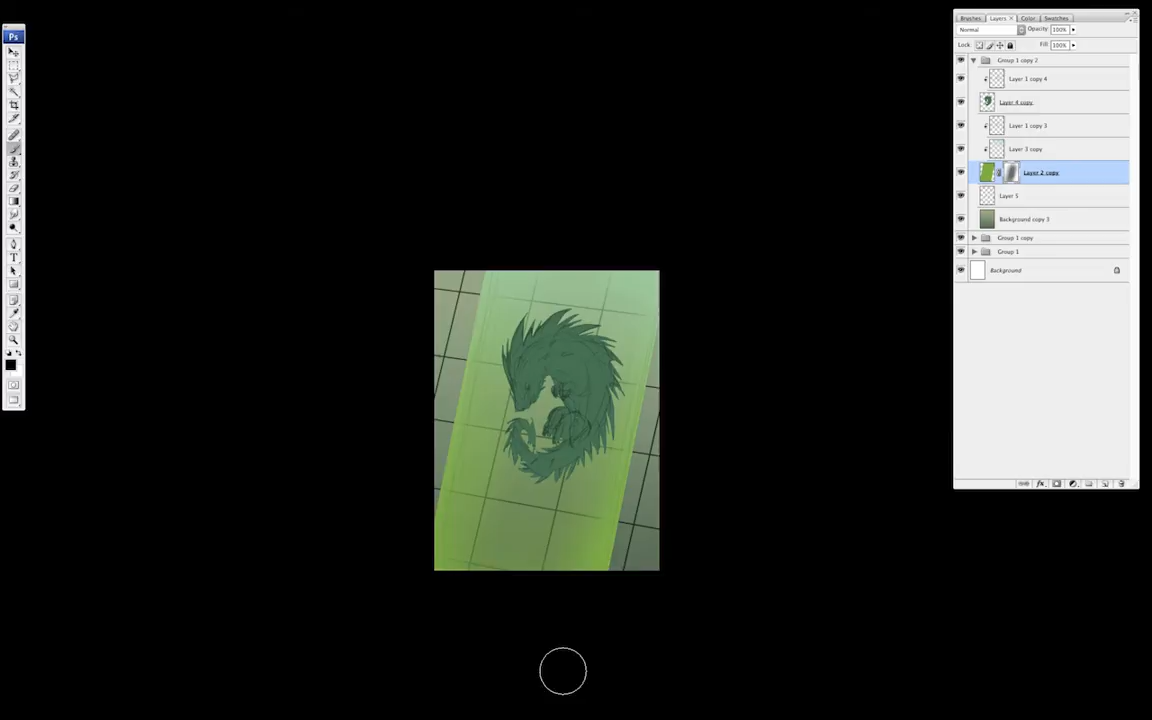 Ps
Brushes Layers × Color Swatches
Normal Opacity: 100%
Lock: Fill: 100%
Group 1 copy 2
Layer 1 copy 4
Layer 4 copy
Layer 1 copy 3
Layer 3 copy
Layer 2 copy
Layer 5
Background copy 3
Group 1 copy
Group 1
Background
T
fx